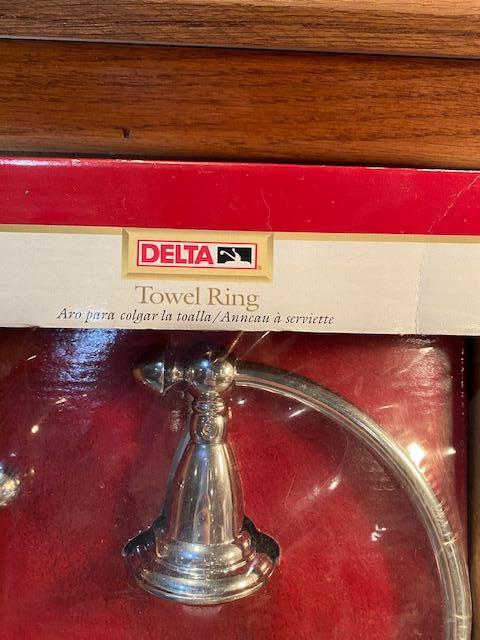 DELTA
Towel Ring
Aro para colgar la toalla/Anneau à serviette